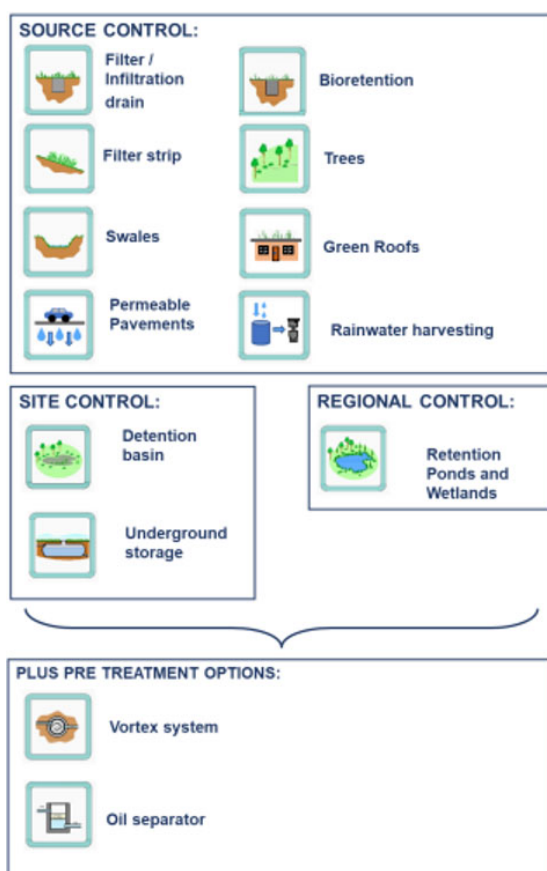 SOURCE CONTROL:
Filter /
Infiltration
drain
Bioretention
Filter strip
Trees
Swales
Green Roofs
Permeable
Pavements
Rainwater harvesting
SITE CONTROL:
Detention
basin
Underground
storage
REGIONAL CONTROL:
Retention
Ponds and
Wetlands
PLUS PRE TREATMENT OPTIONS:
Vortex system
Oil separator